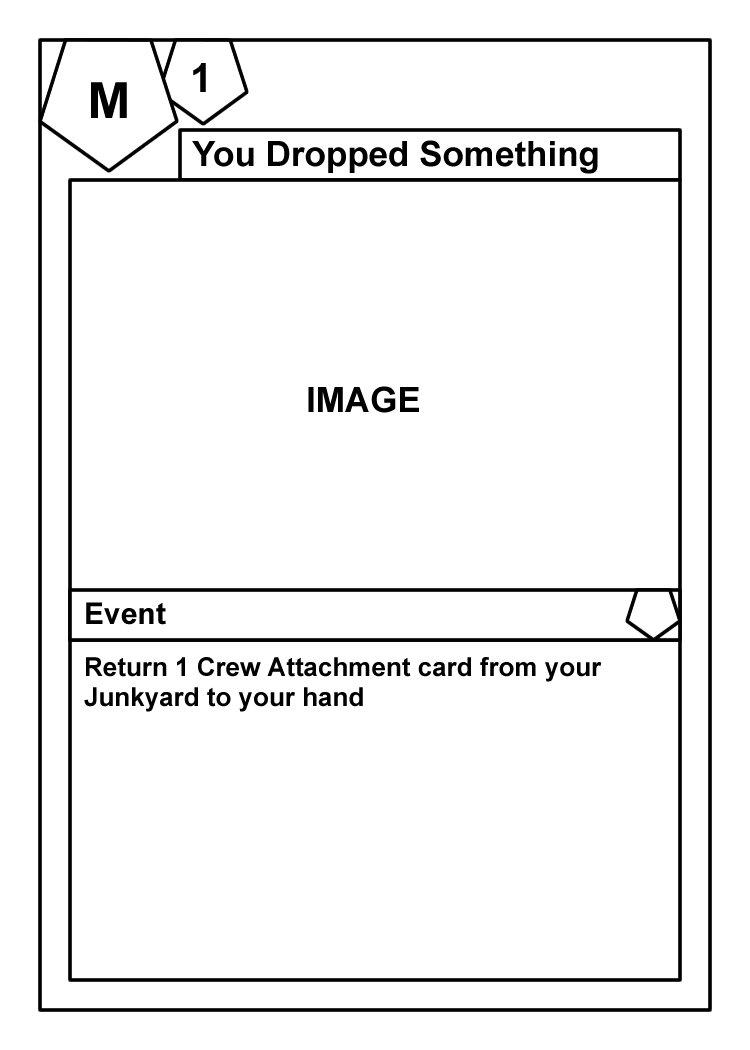 M
1
You Dropped Something
IMAGE
Event
Return 1 Crew Attachment card from your
Junkyard to your hand